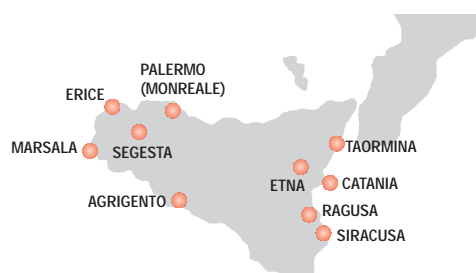 PALERMO
(MONREALE)
ERICE
MARSALA
SEGESTA
TAORMINA
ETNA
CATANIA
AGRIGENTO
RAGUSA
SIRACUSA